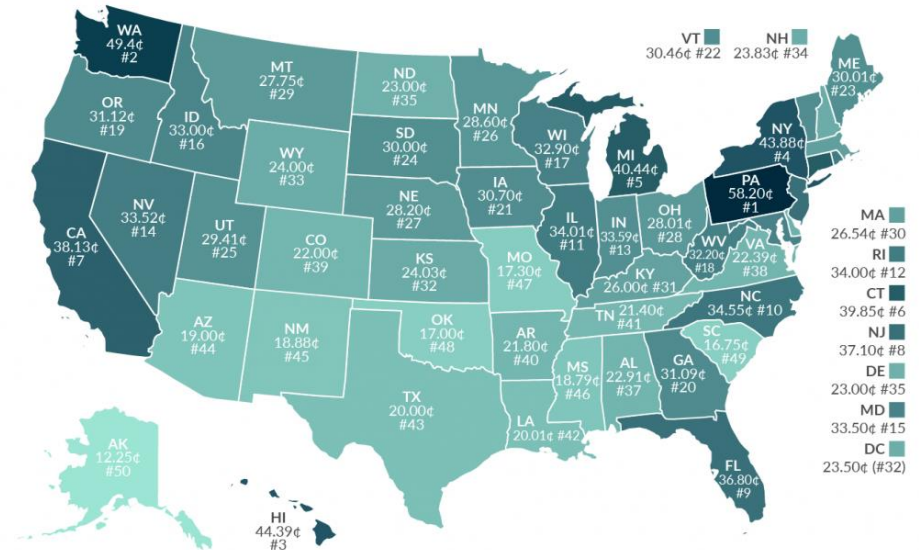 WA
49.4¢
#2
MT
27.75¢
#29
ND
23.00¢
#35
MN
28.60¢
#26
VT
30.46¢ #22
NH
23.83¢ #34
ME
30.01¢
#23
OR
31.12¢
#19
ID
33.00¢
#16
WY
24.00¢
#33
SD
30.00¢
#24
WI
32.90¢
#17
MI
40.44¢
#5
NY
43.88¢
#4
PA
58.20¢
#1
CA
38.13¢
#7
NV
33.52¢
#14
UT
29.41¢
#25
CO
22.00¢
#39
NE
28.20¢
#27
KS
24.03¢
#32
IA
30.70¢
#21
MO
17.30¢
#47
IL
34.01¢
#11
IN
33.59¢
#13
OH
28.01¢
#28
WV
32.20¢
#18
VA
22.39¢
#38
KY
26.00¢ #31
AZ
19.00¢
#44
NM
18.88¢
#45
OK
17.00¢
#48
AR
21.80¢
#40
TN 21.40¢
#41
NC
34.55¢ #10
SC
16.75¢
#49
TX
20.00¢
#43
LA
20.01¢ #42
MS
18.79¢
#46
AL
22.91¢
#37
GA
31.09¢
#20
FL
36.80¢
#9
AK
12.25¢
#50
HI
44.39¢
#3
MA
26.54¢ #30
RI
34.00¢ #12
CT
39.85¢ #6
NJ
37.10¢ #8
DE
23.00¢ #35
MD
33.50¢ #15
DC
23.50¢ (#32)